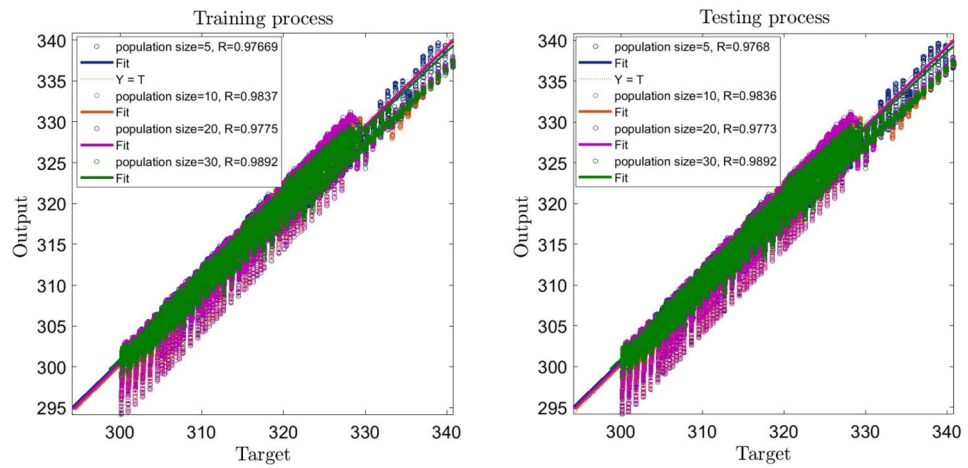 Training process
340
335
330
325
320
315
310
305
300
295
Output
population size=5, R=0.97669
Fit
Y = T
population size=10, R=0.9837
Fit
population size=20, R=0.9775
Fit
population size=30, R=0.9892
Fit
300 310 320 330 340
Target
Testing process
340
335
330
325
320
315
310
305
300
295
Output
population size=5, R=0.9768
Fit
Y = T
population size=10, R=0.9836
Fit
population size=20, R=0.9773
Fit
population size=30, R=0.9892
Fit
300 310 320 330 340
Target